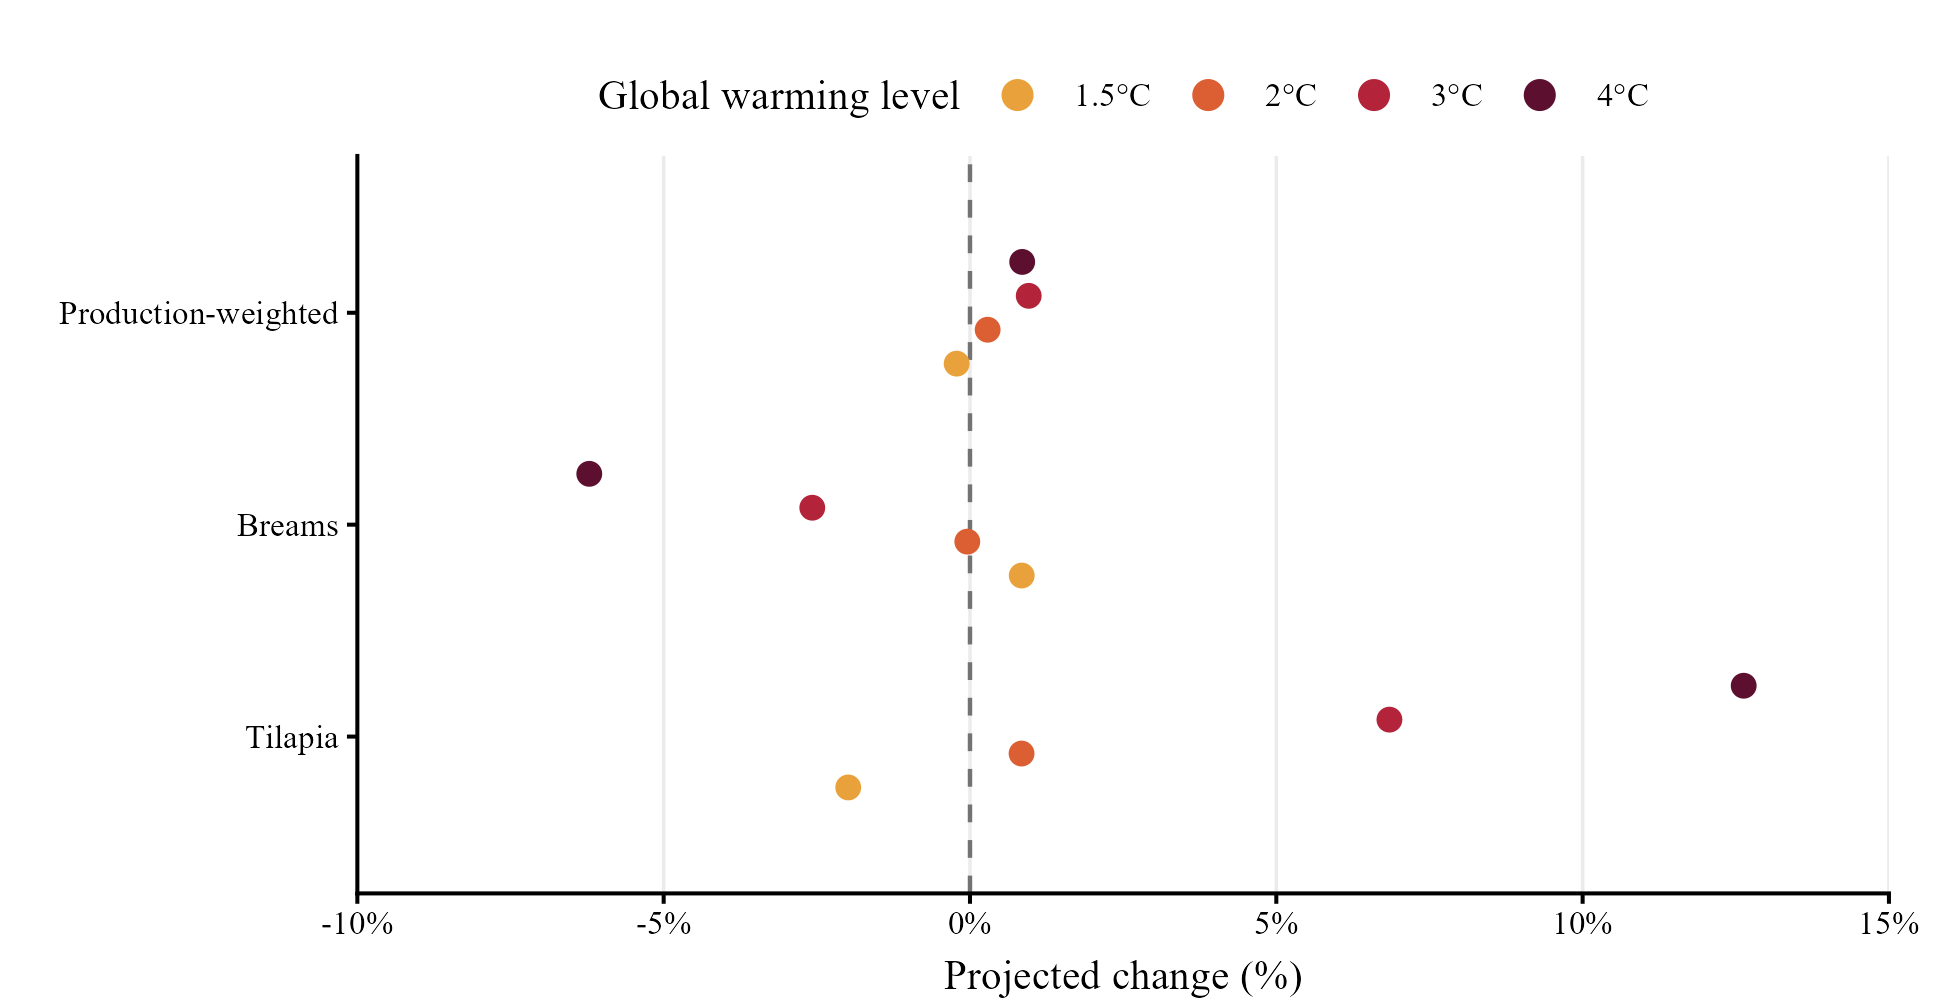 Global warming level 1.5°C 2°C 3°C 4°C
Production-weighted
Breams
Tilapia
-10% -5% 0% 5% 10% 15%
Projected change (%)